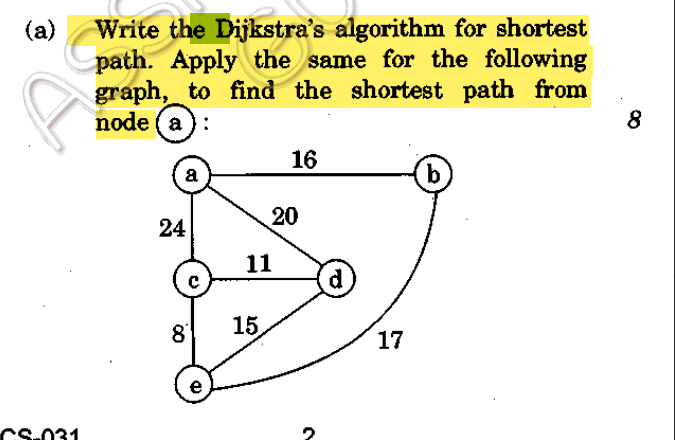 (a) Write the Dijkstra's algorithm for shortest
path. Apply the same for the following
graph, to find the shortest path from
node (a) : 8
16
a b
24 20
11
c d
8 15
17
e
CS-031 2